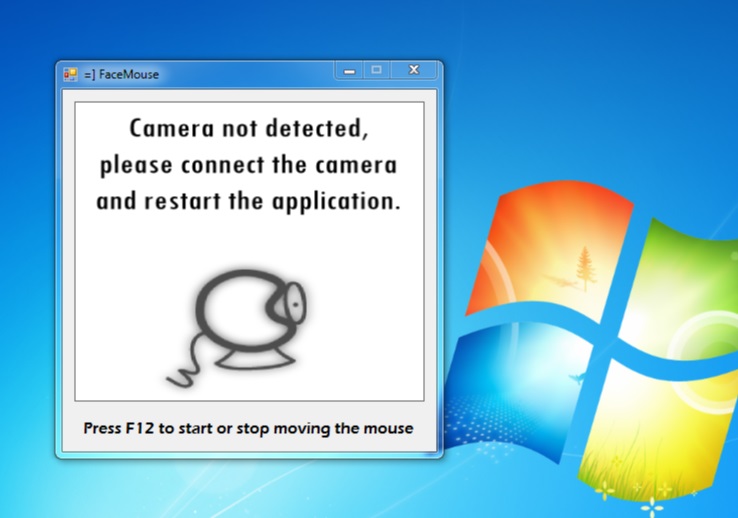 =] FaceMouse
Camera not detected,
please connect the camera
and restart the application.
Press F12 to start or stop moving the mouse